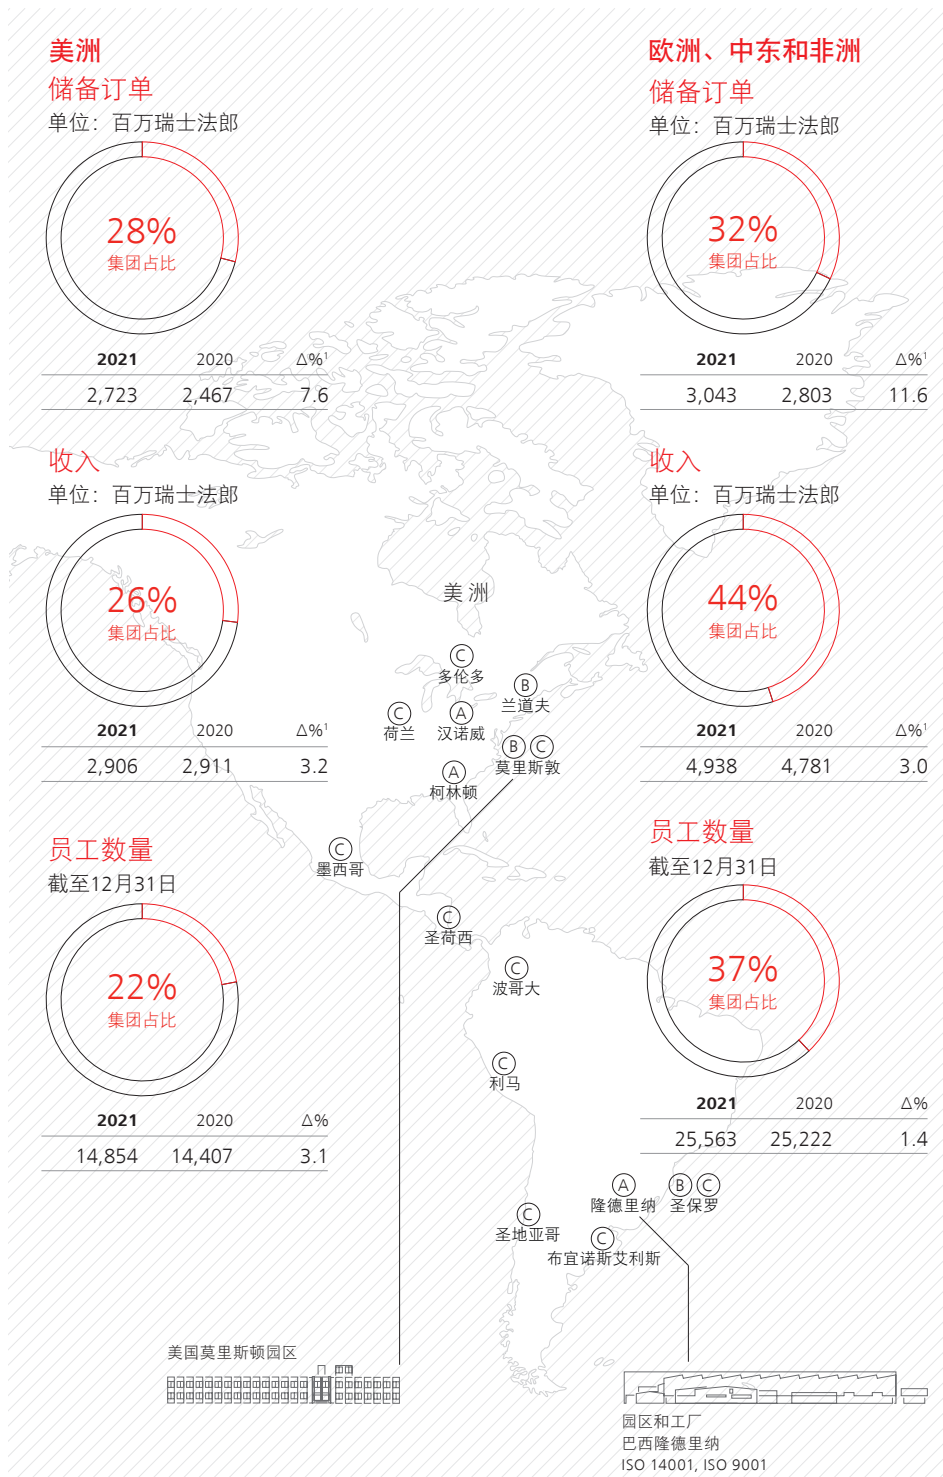 美洲
储备订单
单位：百万瑞士法郎
28%
集团占比
2021 2020 Δ%1
2,723 2,467 7.6
收入
单位：百万瑞士法郎
26%
集团占比
2021 2020 Δ%1
2,906 2,911 3.2
员工数量
截至12月31日
22%
集团占比
2021 2020 Δ%
14,854 14,407 3.1
欧洲、中东和非洲
储备订单
单位：百万瑞士法郎
32%
集团占比
2021 2020 Δ%1
3,043 2,803 11.6
收入
单位：百万瑞士法郎
44%
集团占比
2021 2020 Δ%1
4,938 4,781 3.0
员工数量
截至12月31日
37%
集团占比
2021 2020 Δ%
25,563 25,222 1.4
美洲
C
多伦多
B
兰道夫
C
荷兰
A
汉诺威
B C
莫里斯敦
A
柯林顿
C
墨西哥
C
圣荷西
C
波哥大
C
利马
A
隆德里纳
B C
圣保罗
C
圣地亚哥
C
布宜诺斯艾利斯
美国莫里斯顿园区
园区和工厂
巴西隆德里纳
ISO 14001, ISO 9001